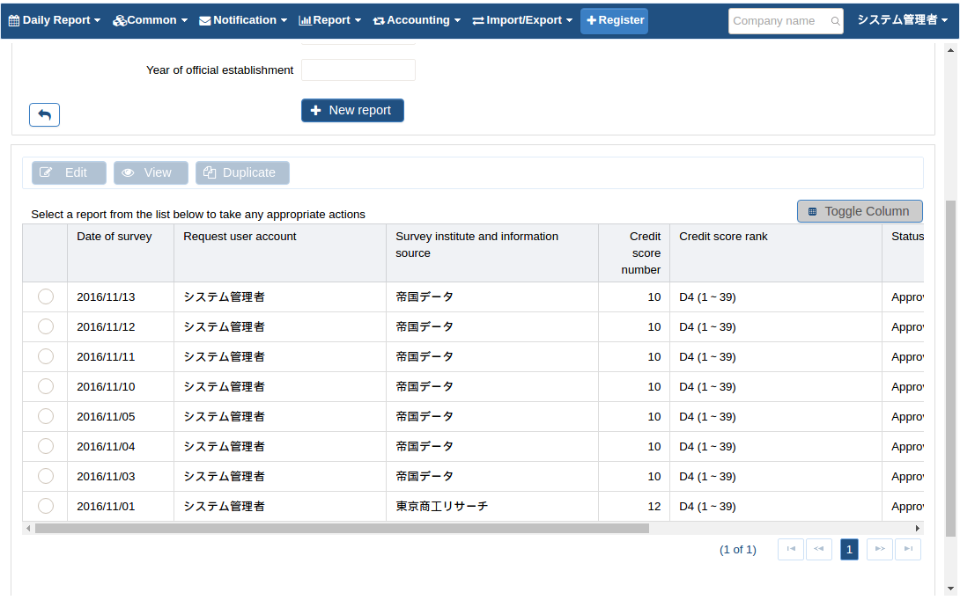 Daily Report Common Notification Report Accounting Import/Export Register Company name システム管理者
Year of official establishment
New report
Edit View Duplicate
Select a report from the list below to take any appropriate actions
Toggle Column
Date of survey Request user account Survey institute and information source Credit score number Credit score rank Status
2016/11/13 システム管理者 帝国データ 10 D4 (1 ~ 39) Approv
2016/11/12 システム管理者 帝国データ 10 D4 (1 ~ 39) Approv
2016/11/11 システム管理者 帝国データ 10 D4 (1 ~ 39) Approv
2016/11/10 システム管理者 帝国データ 10 D4 (1 ~ 39) Approv
2016/11/05 システム管理者 帝国データ 10 D4 (1 ~ 39) Approv
2016/11/04 システム管理者 帝国データ 10 D4 (1 ~ 39) Approv
2016/11/03 システム管理者 帝国データ 10 D4 (1 ~ 39) Approv
2016/11/01 システム管理者 東京商工リサーチ 12 D4 (1 ~ 39) Approv
(1 of 1) 1